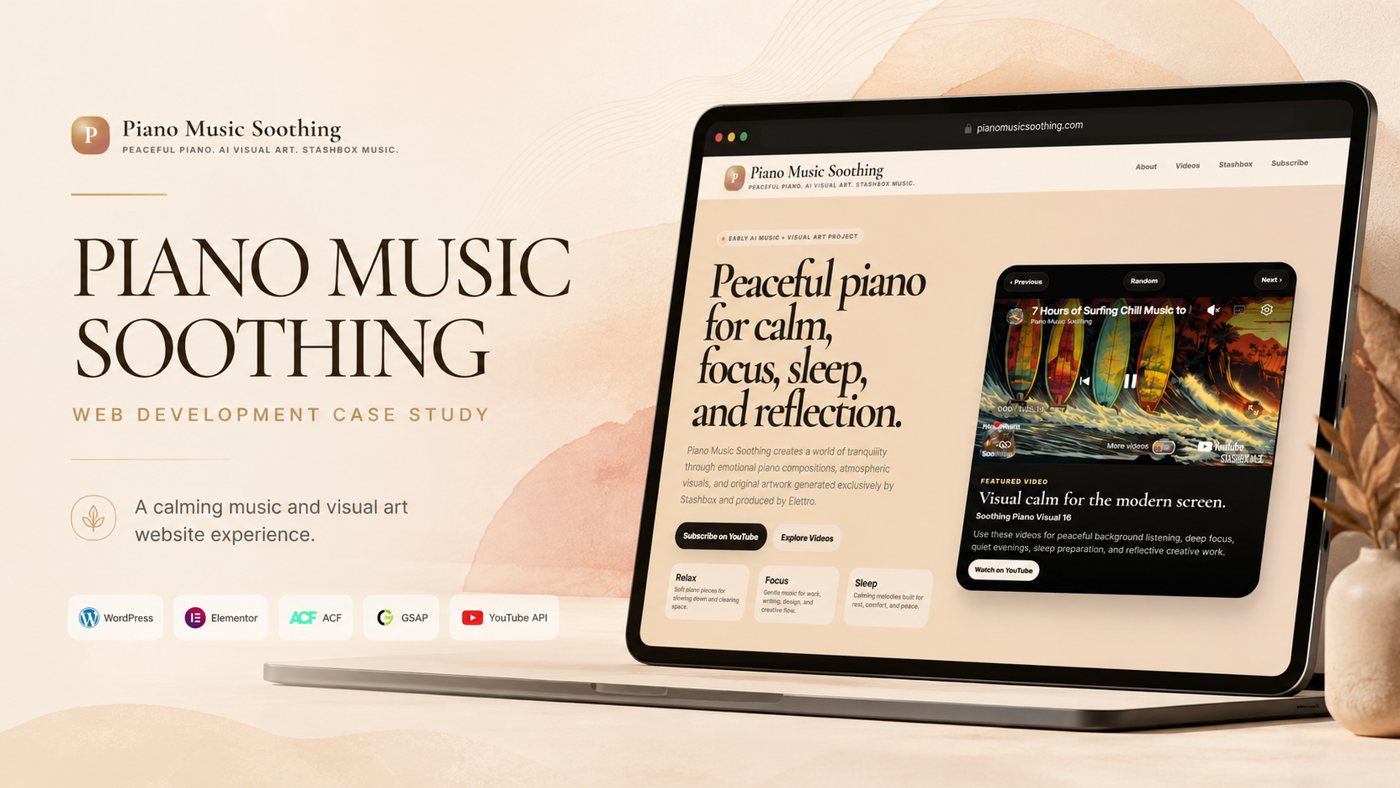 P
Piano Music Soothing
PEACEFUL PIANO. AI VISUAL ART. STASHBOX MUSIC.
PIANO MUSIC
SOOTHING
WEB DEVELOPMENT CASE STUDY
A calming music and visual art
website experience.
WordPress
Elementor
ACF ACF
GSAP
YouTube API
pianomusicsoothing.com
P
Piano Music Soothing
PEACEFUL PIANO. AI VISUAL ART. STASHBOX MUSIC.
About Videos Stashbox Subscribe
EARLY AI MUSIC + VISUAL ART PROJECT
Peaceful piano
for calm,
focus, sleep,
and reflection.
Piano Music Soothing creates a world of tranquility
through emotional piano compositions, atmospheric
visuals, and original artwork generated exclusively by
Stashbox and produced by Elettro.
Subscribe on YouTube
Explore Videos
Relax
Soft piano pieces for
slowing down and clearing
space.
Focus
Gentle music for work,
writing, design, and
creative flow.
Sleep
Calming melodies built for
rest, comfort, and peace.
‹ Previous
Random
Next ›
7 Hours of Surfing Chill Music to
Piano Music Soothing
More videos
YouTube
FEATURED VIDEO
Visual calm for the modern screen.
Soothing Piano Visual 16
Use these videos for peaceful background listening, deep focus,
quiet evenings, sleep preparation, and reflective creative work.
Watch on YouTube